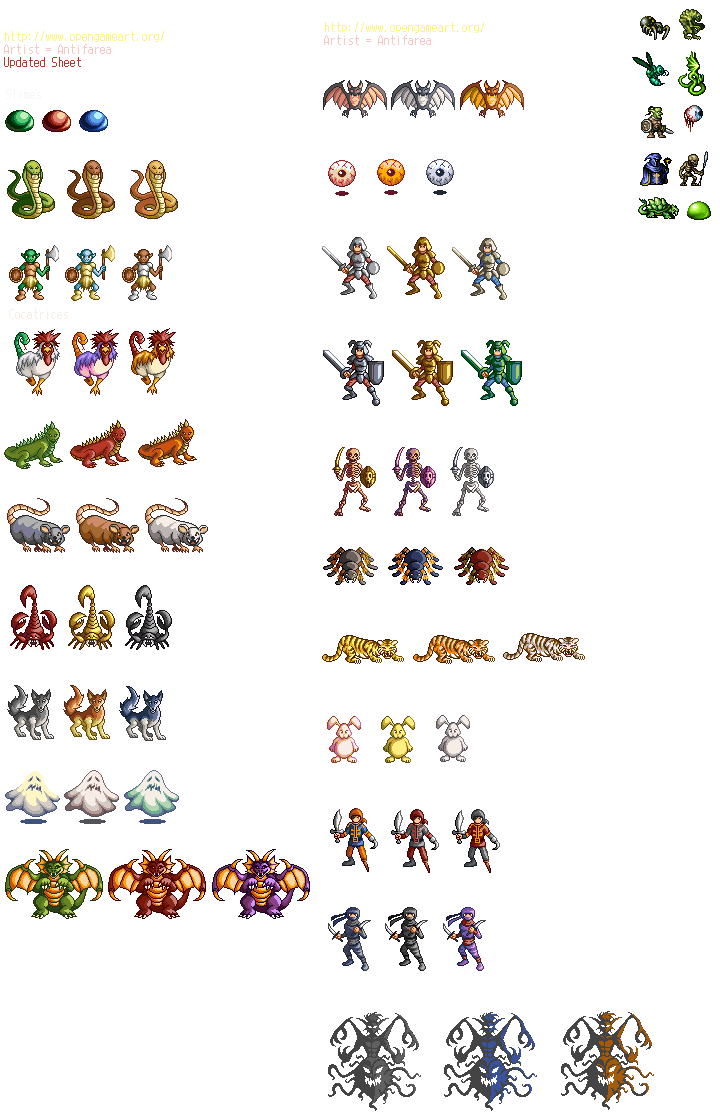 http://www.opengameart.org/
Artist = Antifarea
Updated Sheet
Slimes
Cocatrices
http://www.opengameart.org/
Artist = Antifarea